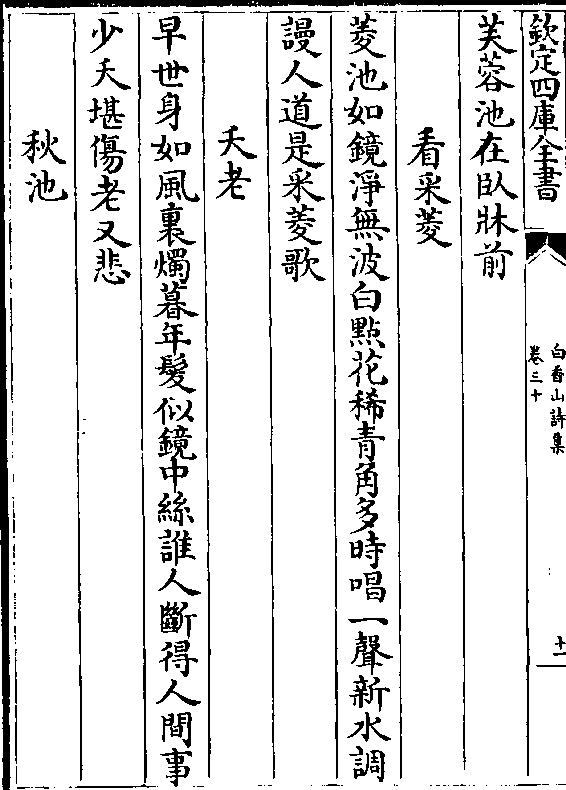 欽定四庫全書
白香山詩集
卷三十
十一
芙蓉池在臥牀前
看采菱
菱池如鏡淨無波白㸃花稀青角多時唱一聲新水調
謾人道是采菱歌
夭老
早世身如風裏燭暮年髮似鏡中絲誰人斷得人間事
少夭堪傷老又悲
秋池